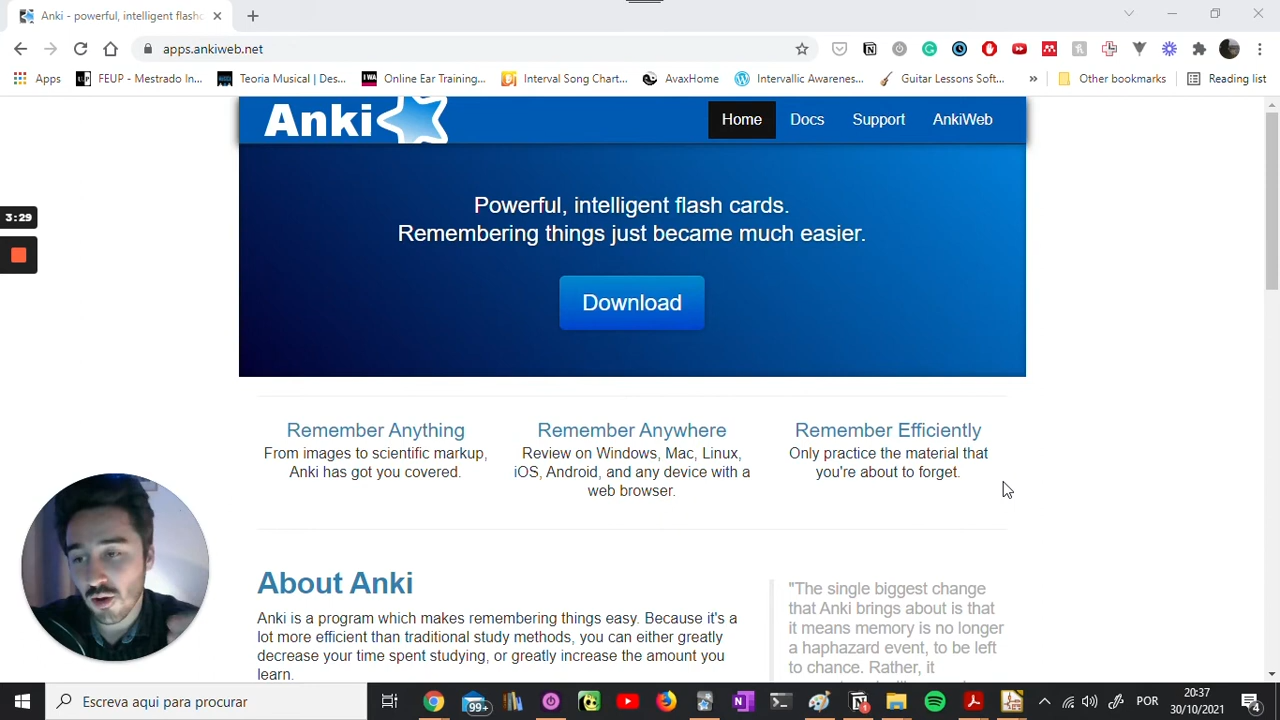 Anki - powerful, intelligent flashc
apps.ankiweb.net
Apps
FEUP - Mestrado In...
Teoria Musical | Des...
Online Ear Training...
Interval Song Chart...
AvaxHome
Intervallic Awarenes...
Guitar Lessons Soft...
»
Other bookmarks
Reading list
Anki
Home
Docs
Support
AnkiWeb
3:29
Powerful, intelligent flash cards.
Remembering things just became much easier.
Download
Remember Anything
From images to scientific markup,
Anki has got you covered.
Remember Anywhere
Review on Windows, Mac, Linux,
iOS, Android, and any device with a
web browser.
Remember Efficiently
Only practice the material that
you're about to forget.
About Anki
Anki is a program which makes remembering things easy. Because it's a
lot more efficient than traditional study methods, you can either greatly
decrease your time spent studying, or greatly increase the amount you
learn.
"The single biggest change
that Anki brings about is that
it means memory is no longer
a haphazard event, to be left
to chance. Rather, it
Escreve aqui para procurar
99+
POR
20:37
30/10/2021
4